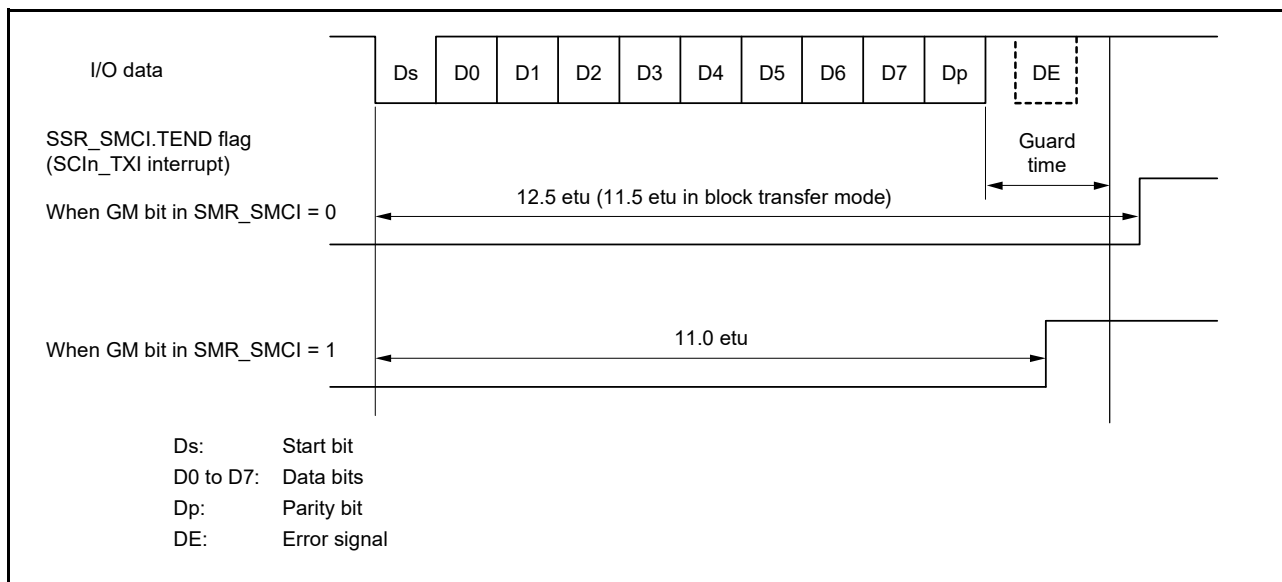 I/O data
Ds D0 D1 D2 D3 D4 D5 D6 D7 Dp DE
SSR_SMCI.TEND flag
(SCIn_TXI interrupt)
Guard
time
When GM bit in SMR_SMCI = 0
12.5 etu (11.5 etu in block transfer mode)
When GM bit in SMR_SMCI = 1
11.0 etu
Ds: Start bit
D0 to D7: Data bits
Dp: Parity bit
DE: Error signal